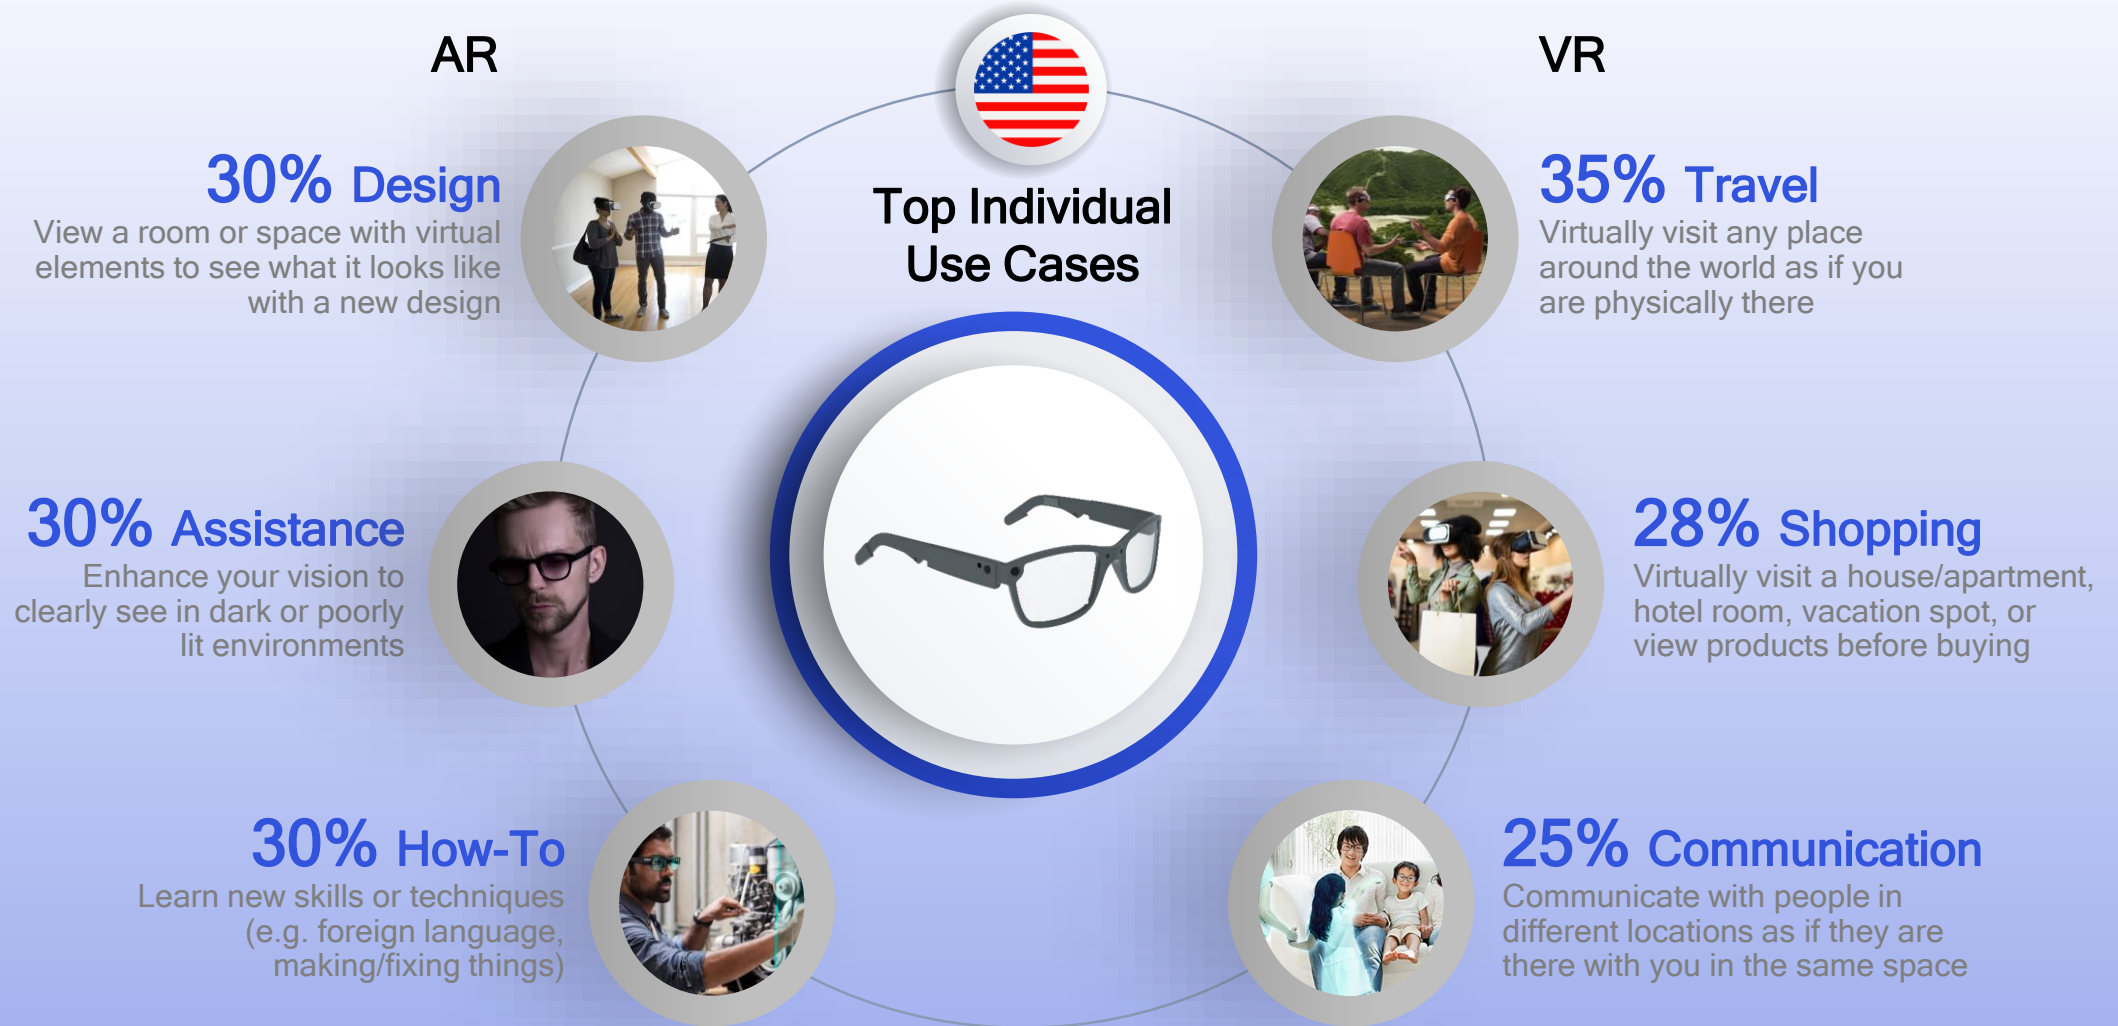 AR
30% Design
View a room or space with virtual
elements to see what it looks like
with a new design
30% Assistance
Enhance your vision to
clearly see in dark or poorly
lit environments
30% How-To
Learn new skills or techniques
(e.g. foreign language,
making/fixing things)
Top Individual
Use Cases
VR
35% Travel
Virtually visit any place
around the world as if you
are physically there
28% Shopping
Virtually visit a house/apartment,
hotel room, vacation spot, or
view products before buying
25% Communication
Communicate with people in
different locations as if they are
there with you in the same space